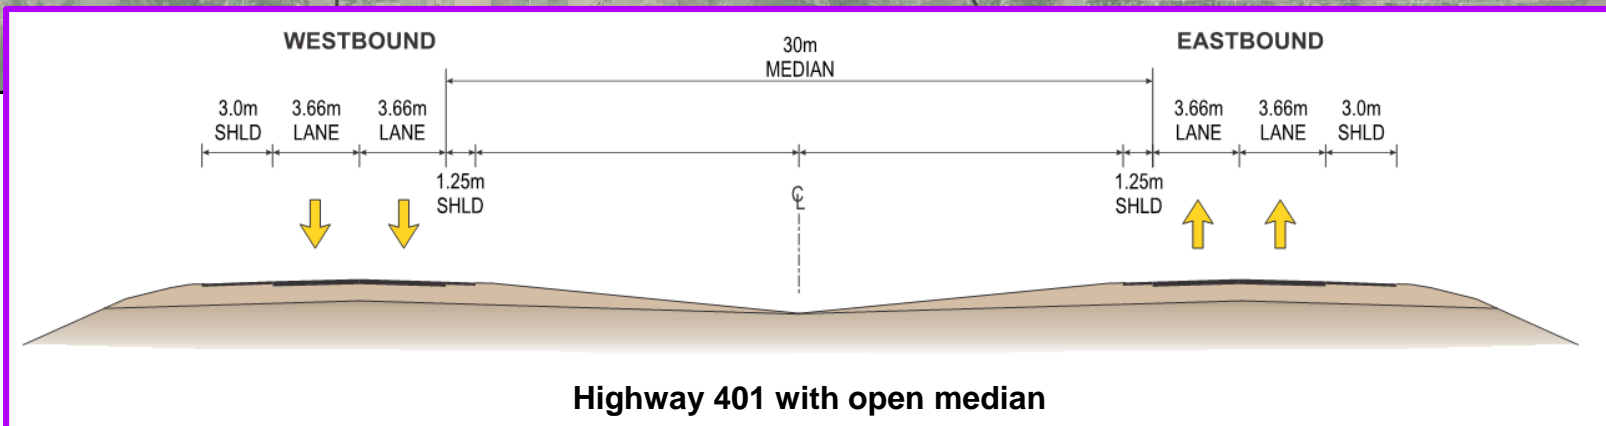 WESTBOUND
30m
MEDIAN
EASTBOUND
3.0m
SHLD
3.66m
LANE
3.66m
LANE
3.66m
LANE
3.66m
LANE
3.0m
SHLD
1.25m
SHLD
1.25m
SHLD
℄
Highway 401 with open median